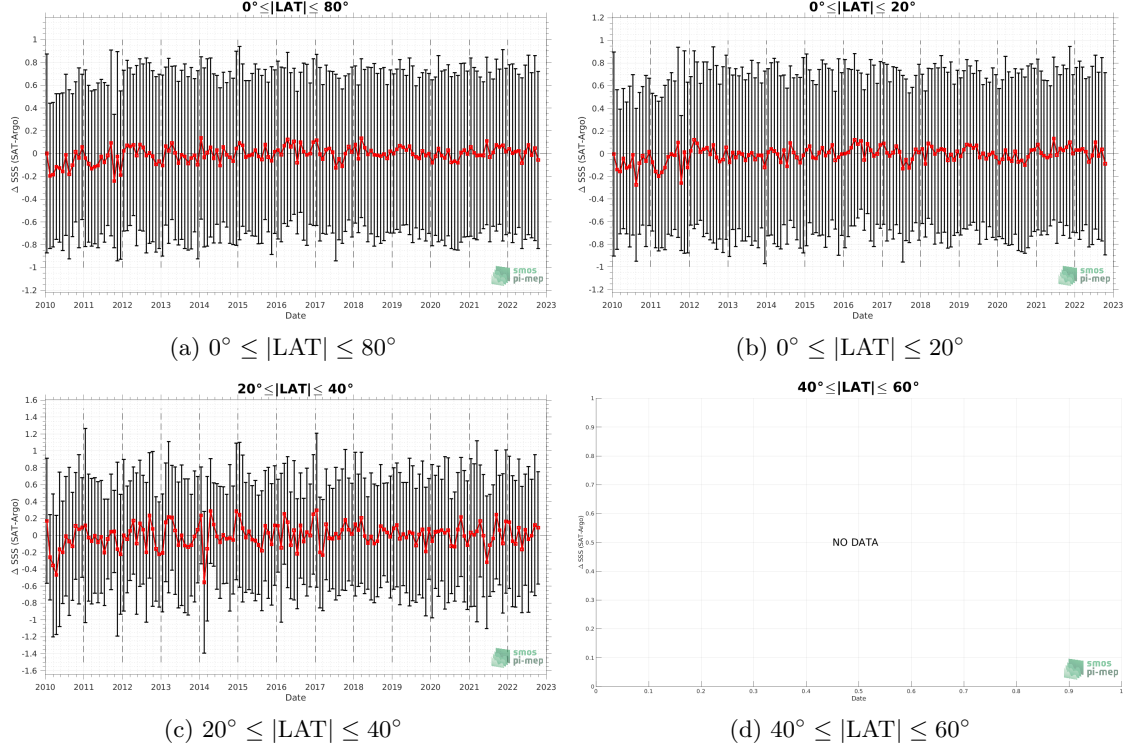 0°≤|LAT|≤ 80°
Δ SSS (SAT-Argo)
1
0.8
0.6
0.4
0.2
0
-0.2
-0.4
-0.6
-0.8
-1
-1.2
2010 2011 2012 2013 2014 2015 2016 2017 2018 2019 2020 2021 2022 2023
Date
smos
pi-mep
(a) 0° ≤ |LAT| ≤ 80°
0°≤|LAT|≤ 20°
Δ SSS (SAT-Argo)
1.2
1
0.8
0.6
0.4
0.2
0
-0.2
-0.4
-0.6
-0.8
-1
-1.2
2010 2011 2012 2013 2014 2015 2016 2017 2018 2019 2020 2021 2022 2023
Date
smos
pi-mep
(b) 0° ≤ |LAT| ≤ 20°
20°≤|LAT|≤ 40°
Δ SSS (SAT-Argo)
1.6
1.4
1.2
1
0.8
0.6
0.4
0.2
0
-0.2
-0.4
-0.6
-0.8
-1
-1.2
-1.4
-1.6
2010 2011 2012 2013 2014 2015 2016 2017 2018 2019 2020 2021 2022 2023
Date
smos
pi-mep
(c) 20° ≤ |LAT| ≤ 40°
40°≤|LAT|≤ 60°
Δ SSS (SAT-Argo)
1
0.9
0.8
0.7
0.6
0.5
0.4
0.3
0.2
0.1
0
NO DATA
0 0.1 0.2 0.3 0.4 0.5 0.6 0.7 0.8 0.9 1
Date
smos
pi-mep
(d) 40° ≤ |LAT| ≤ 60°